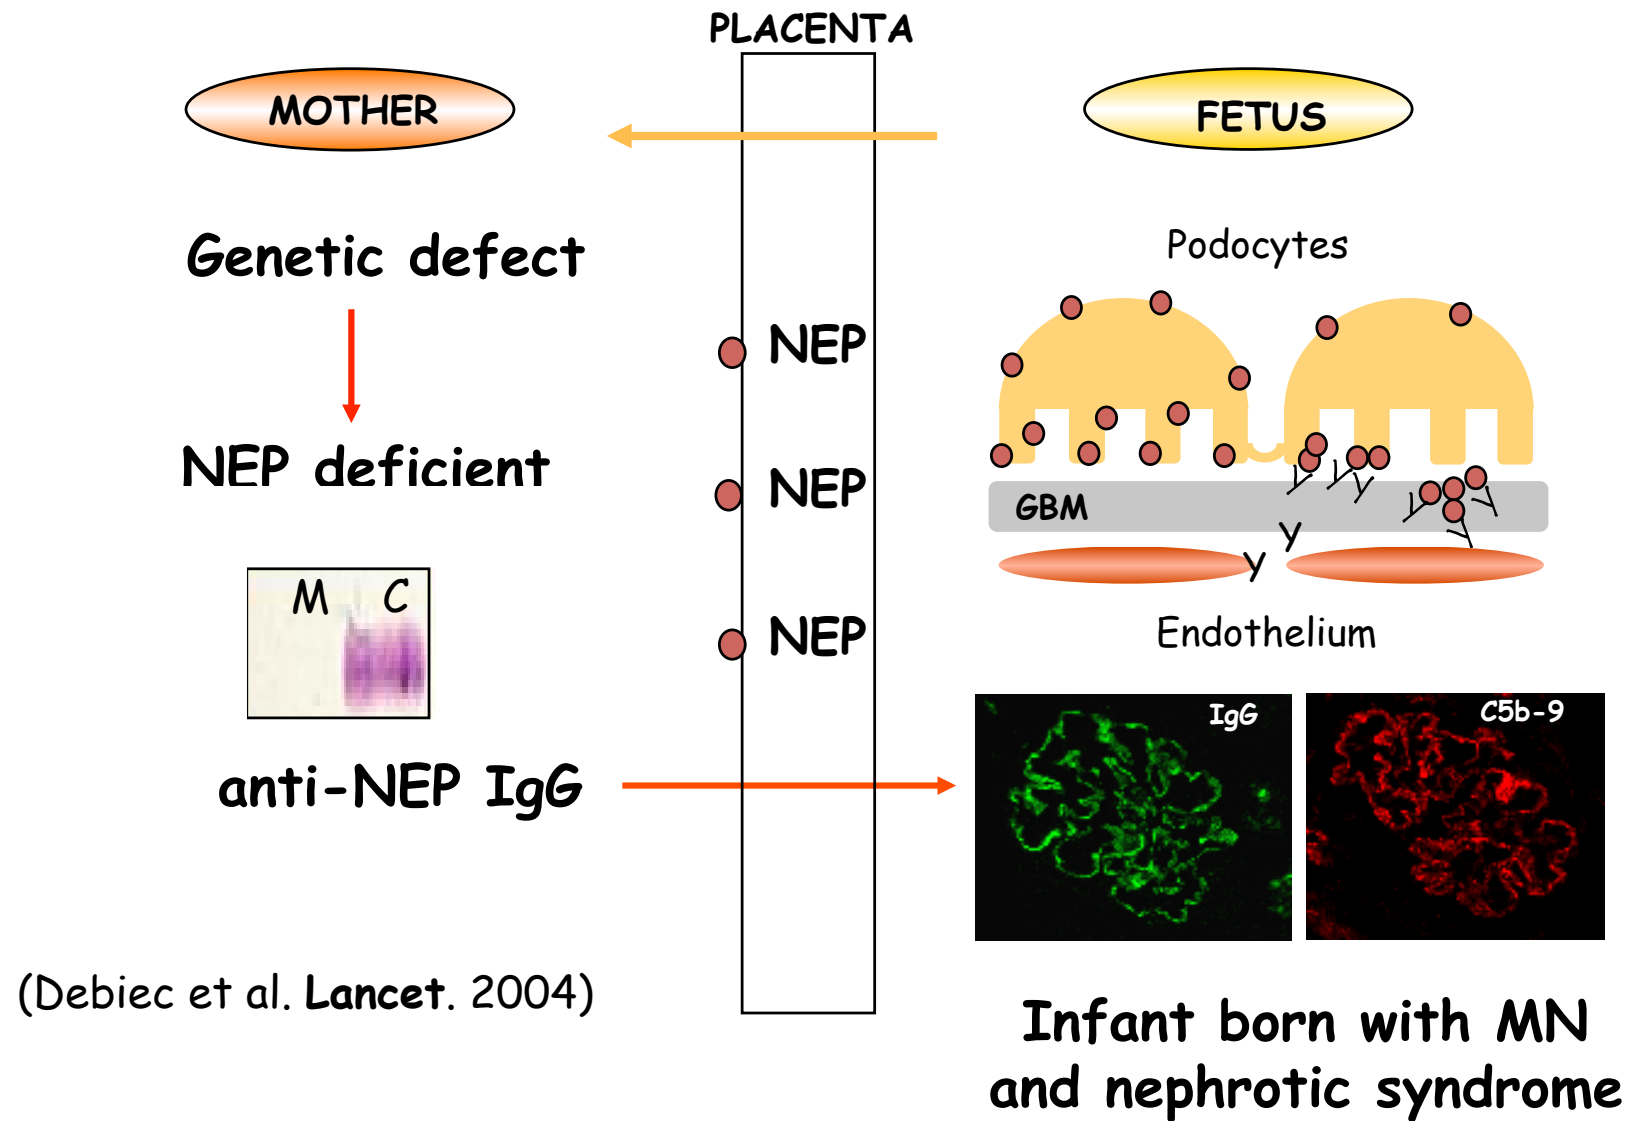 PLACENTA
MOTHER
FETUS
Genetic defect
Podocytes
NEP
NEP deficient
NEP
GBM
M C
NEP
Endothelium
IgG
C5b-9
anti-NEP IgG
(Debiec et al. Lancet. 2004)
Infant born with MN
and nephrotic syndrome